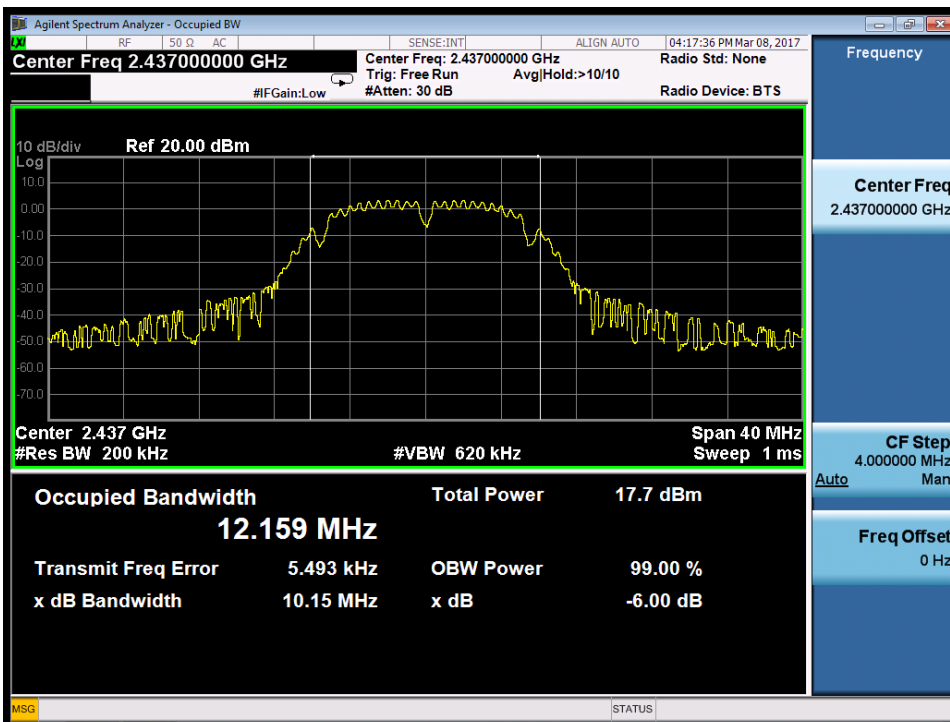 Agilent Spectrum Analyzer - Occupied BW
LXI RF 50 Ω AC SENSE:INT ALIGN AUTO 04:17:36 PM Mar 08, 2017
Center Freq 2.437000000 GHz
#IFGain:Low
Center Freq: 2.437000000 GHz
Trig: Free Run Avg|Hold:>10/10
#Atten: 30 dB
Radio Std: None
Radio Device: BTS
10 dB/div Ref 20.00 dBm
Log
10.0
0.00
-10.0
-20.0
-30.0
-40.0
-50.0
-60.0
-70.0
Center 2.437 GHz Span 40 MHz
#Res BW 200 kHz #VBW 620 kHz Sweep 1 ms
Occupied Bandwidth Total Power 17.7 dBm
12.159 MHz
Transmit Freq Error 5.493 kHz OBW Power 99.00 %
x dB Bandwidth 10.15 MHz x dB -6.00 dB
MSG STATUS
Frequency
Center Freq
2.437000000 GHz
CF Step
4.000000 MHz
Auto Man
Freq Offset
0 Hz